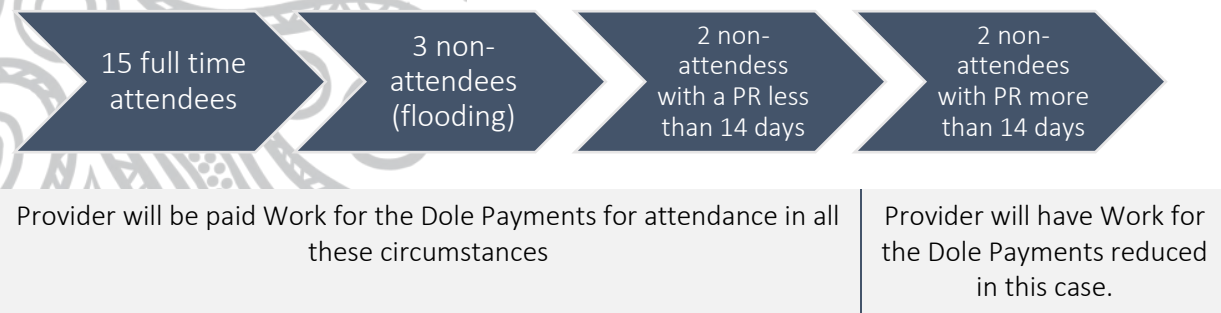 15 full time
attendees
3 non-
attendees
(flooding)
2 non-
attendess
with a PR less
than 14 days
2 non-
attendees
with PR more
than 14 days
Provider will be paid Work for the Dole Payments for attendance in all
these circumstances
Provider will have Work for
the Dole Payments reduced
in this case.